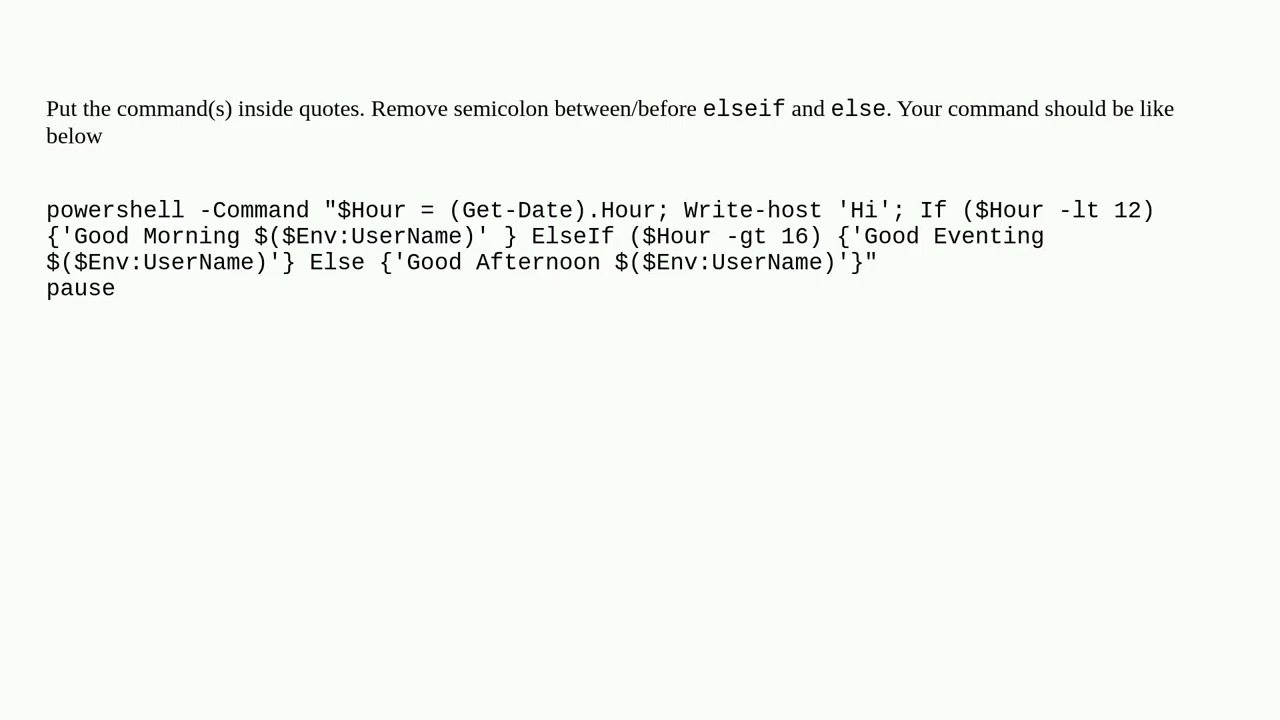 Put the command(s) inside quotes. Remove semicolon between/before elseif and else. Your command should be like
below
powershell -Command "$Hour = (Get-Date).Hour; Write-host 'Hi'; If ($Hour -lt 12)
{'Good Morning $($Env:UserName)' } ElseIf ($Hour -gt 16) {'Good Eventing
$($Env:UserName)'} Else {'Good Afternoon $($Env:UserName)'}"
pause